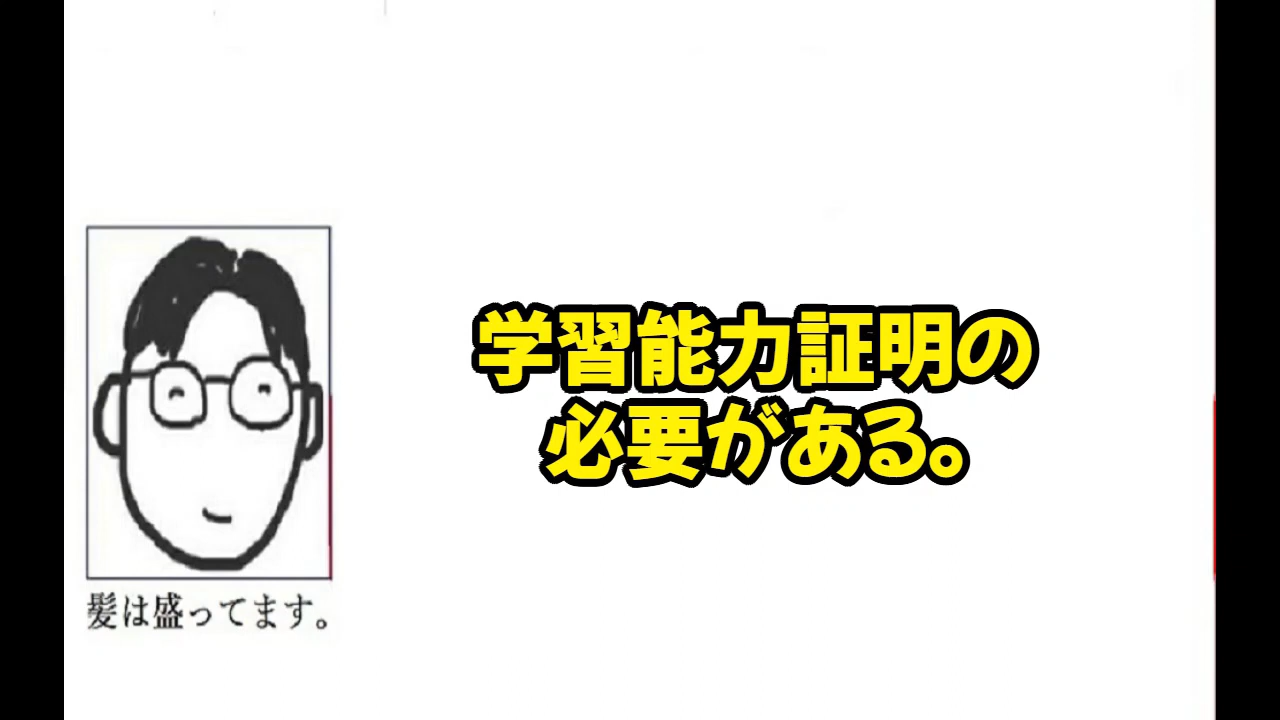 学習能力証明の
必要がある。
髪は盛ってます。